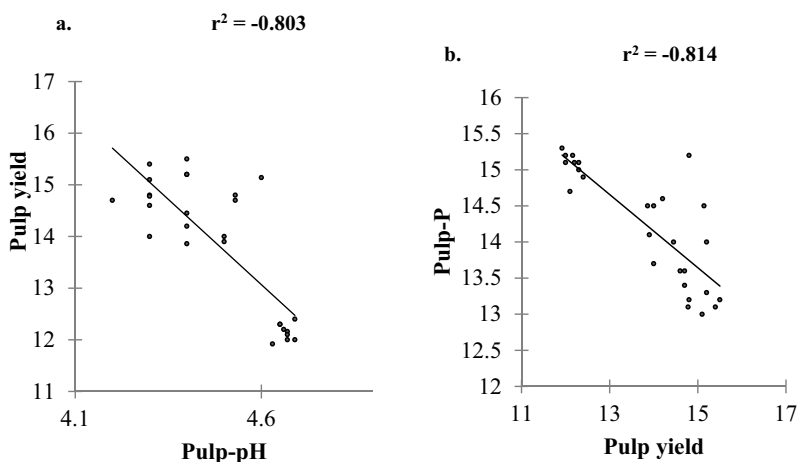 a. r² = -0.803
17
16
15
14
13
12
11
Pulp yield
4.1 4.6
Pulp-pH
b. r² = -0.814
16
15.5
15
14.5
14
13.5
13
12.5
12
Pulp-P
11 13 15 17
Pulp yield